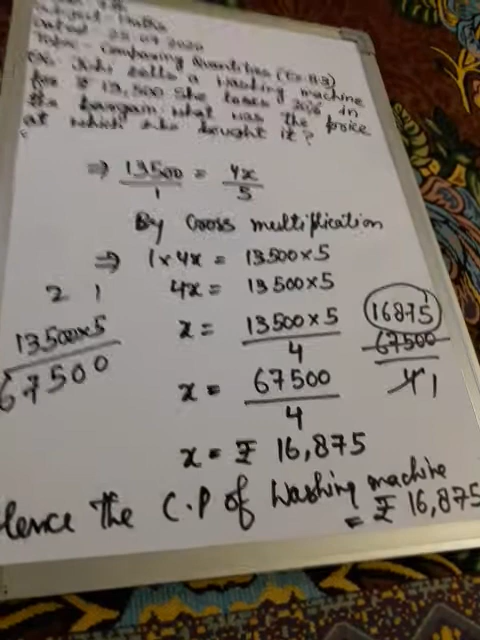 Subject - Maths
Dated - 28.07.2020
Topic - Comparing Quantities (Ex-8.3)
Juhi sells a washing machine
for ₹ 13,500 She loses 20% in
the bargain. what was the price
at which she bought it?
⇒ 13500/1 = 4x/5
By Cross multiplication
⇒ 1×4x = 13500×5
2 1 4x = 13500×5
13500×5 x = 13500×5/4 16875
67500 67500/4 1
x = 67500/4
x = ₹ 16,875
Hence the C.P of Washing machine
= ₹ 16,875